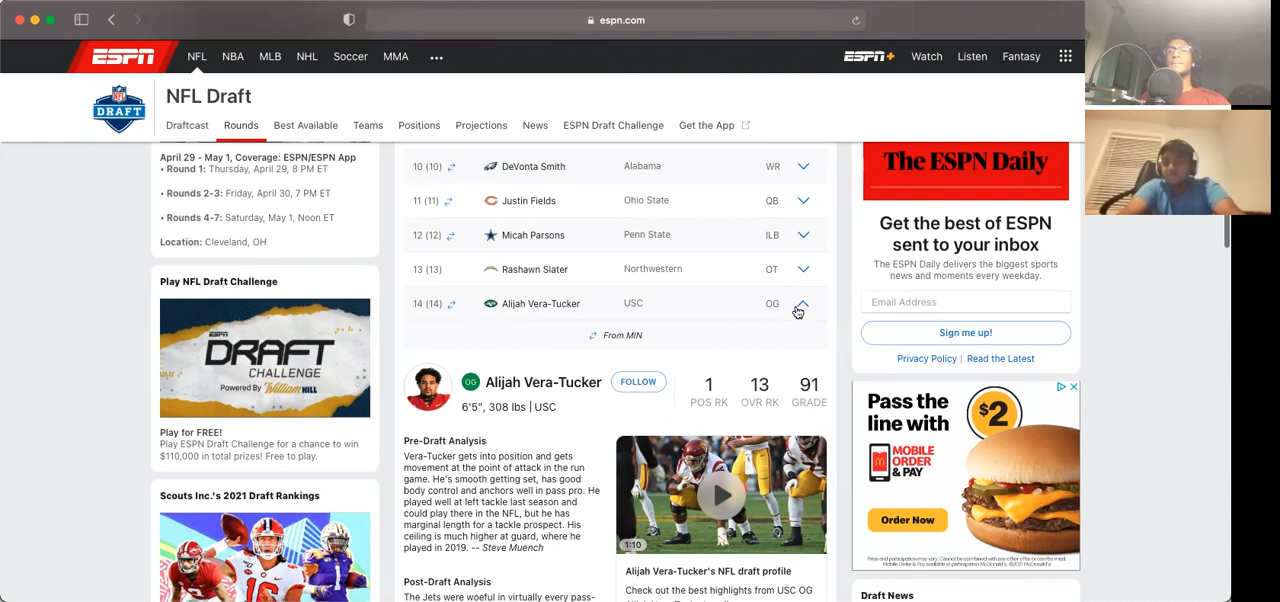 espn.com
ESPN NFL NBA MLB NHL Soccer MMA ••• ESPN+ Watch Listen Fantasy
NFL
DRAFT
NFL Draft
Draftcast Rounds Best Available Teams Positions Projections News ESPN Draft Challenge Get the App
April 29 - May 1, Coverage: ESPN/ESPN App
• Round 1: Thursday, April 29, 8 PM ET
• Rounds 2-3: Friday, April 30, 7 PM ET
• Rounds 4-7: Saturday, May 1, Noon ET
Location: Cleveland, OH
Play NFL Draft Challenge
ESPN
DRAFT
CHALLENGE
Powered By William HILL
Play for FREE!
Play ESPN Draft Challenge for a chance to win
$110,000 in total prizes! Free to play.
Scouts Inc.'s 2021 Draft Rankings
16
10 (10) DeVonta Smith Alabama WR
11 (11) Justin Fields Ohio State QB
12 (12) Micah Parsons Penn State ILB
13 (13) Rashawn Slater Northwestern OT
14 (14) Alijah Vera-Tucker USC OG
From MIN
OG Alijah Vera-Tucker FOLLOW
6'5", 308 lbs | USC
1 13 91
POS RK OVR RK GRADE
Pre-Draft Analysis
Vera-Tucker gets into position and gets
movement at the point of attack in the run
game. He's smooth getting set, has good
body control and anchors well in pass pro. He
played well at left tackle last season and
could play there in the NFL, but he has
marginal length for a tackle prospect. His
ceiling is much higher at guard, where he
played in 2019. -- Steve Muench
Post-Draft Analysis
The Jets were woeful in virtually every pass-
1:10
Alijah Vera-Tucker's NFL draft profile
Check out the best highlights from USC OG
The ESPN Daily
Get the best of ESPN
sent to your inbox
The ESPN Daily delivers the biggest sports
news and moments every weekday.
Email Address
Sign me up!
Privacy Policy | Read the Latest
Pass the
line with
$2
MOBILE
ORDER
& PAY
Order Now
Draft News